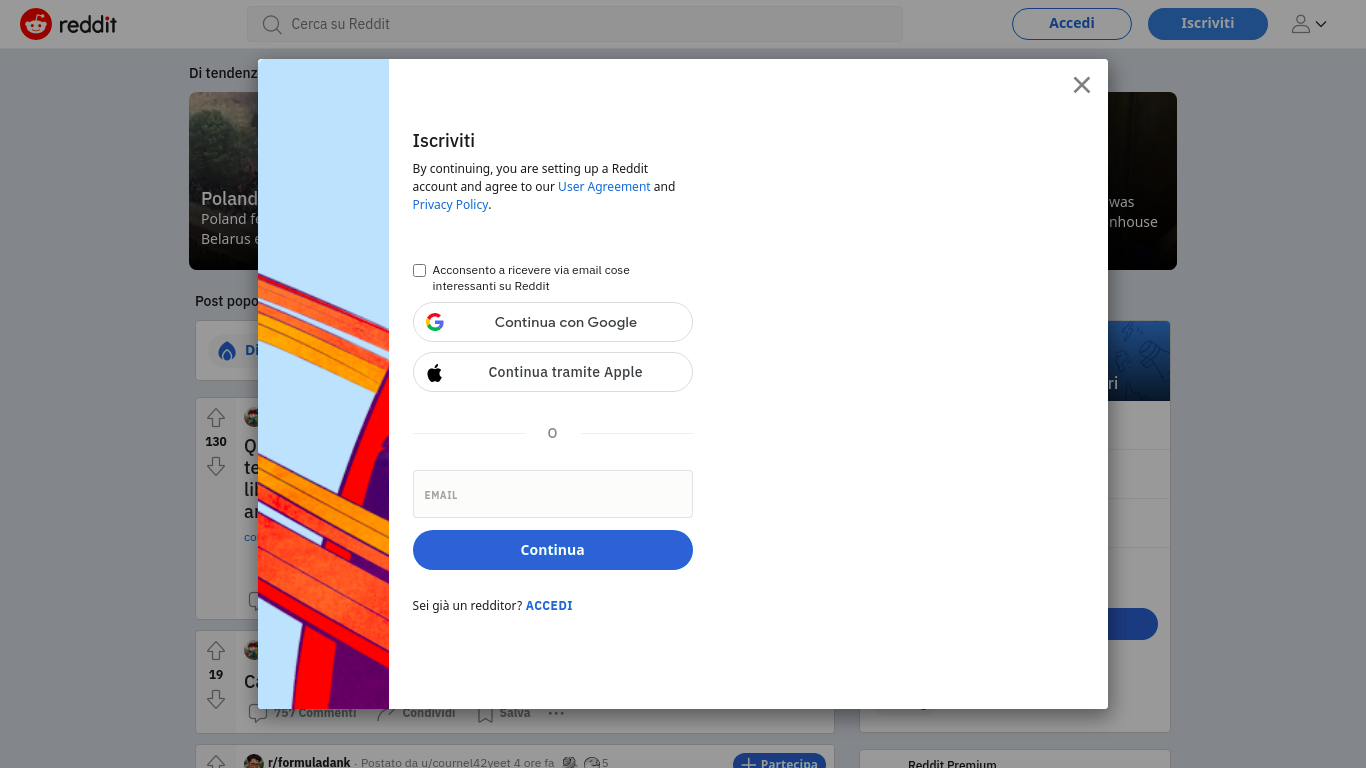 reddit
Cerca su Reddit
Accedi
Iscriviti
Di tendenz
Poland
Poland fe
Belarus e
was
nhouse
Post popo
Di
ri
130
Q
te
lib
ar
co
19
Ca
757 Commenti
Condividi
Salva
r/formuladank · Postato da u/cournel42yeet 4 ore fa
5
Partecipa
Reddit Premium
Iscriviti
By continuing, you are setting up a Reddit
account and agree to our User Agreement and
Privacy Policy.
Acconsento a ricevere via email cose
interessanti su Reddit
Continua con Google
Continua tramite Apple
O
EMAIL
Continua
Sei già un redditor? ACCEDI